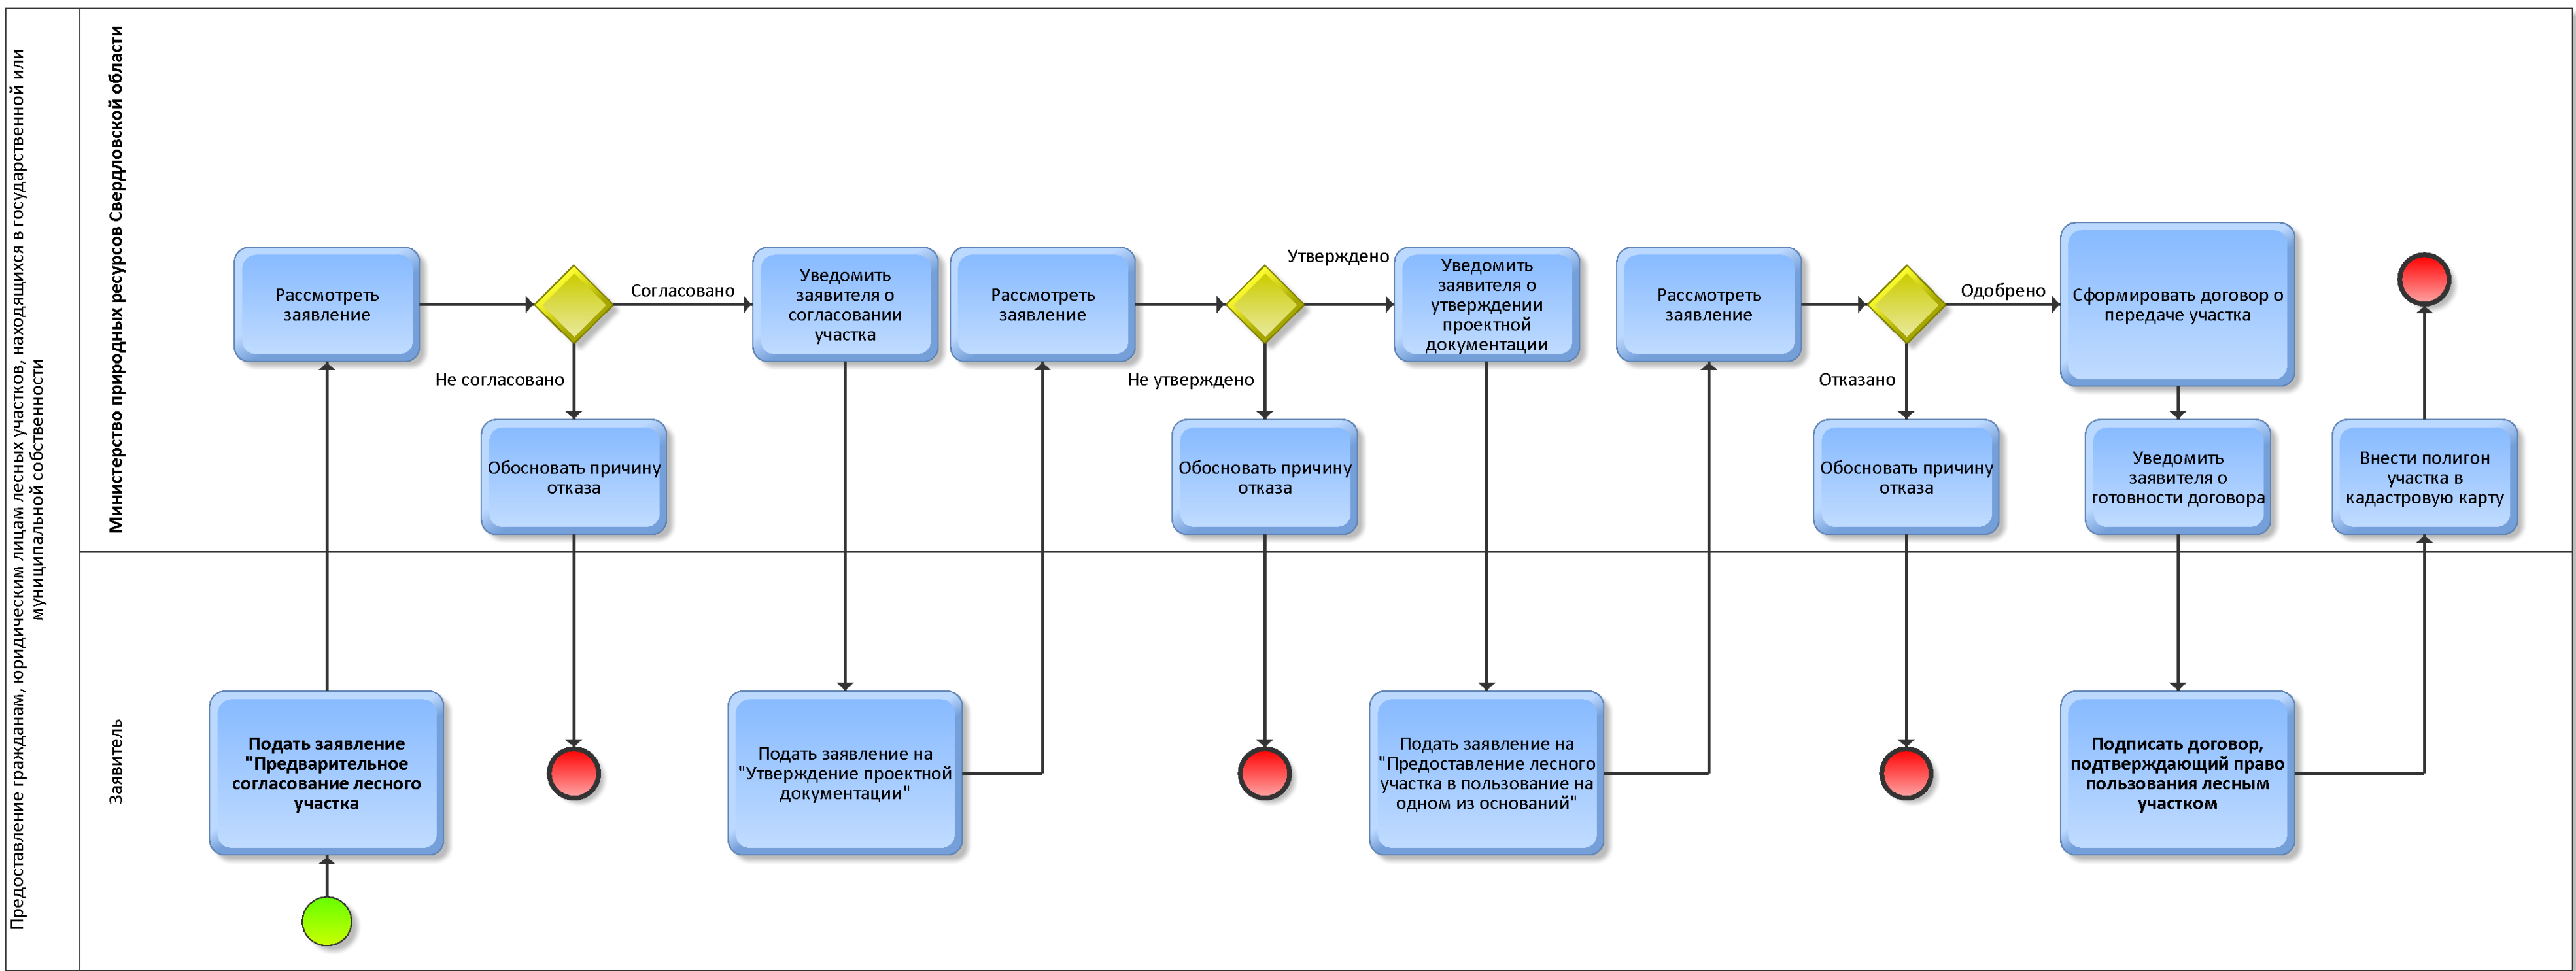 Предоставление гражданам, юридическим лицам лесных участков, находящихся в государственной или
муниципальной собственности
Министерство природных ресурсов Свердловской области
Рассмотреть
заявление
Согласовано
Не согласовано
Обосновать причину
отказа
Уведомить
заявителя о
согласовании
участка
Рассмотреть
заявление
Утверждено
Не утверждено
Обосновать причину
отказа
Уведомить
заявителя о
утверждении
проектной
документации
Рассмотреть
заявление
Одобрено
Отказано
Обосновать причину
отказа
Сформировать договор о
передаче участка
Уведомить
заявителя о
готовности договора
Внести полигон
участка в
кадастровую карту
Заявитель
Подать заявление
"Предварительное
согласование лесного
участка
Подать заявление на
"Утверждение проектной
документации"
Подать заявление на
"Предоставление лесного
участка в пользование на
одном из оснований"
Подписать договор,
подтверждающий право
пользования лесным
участком